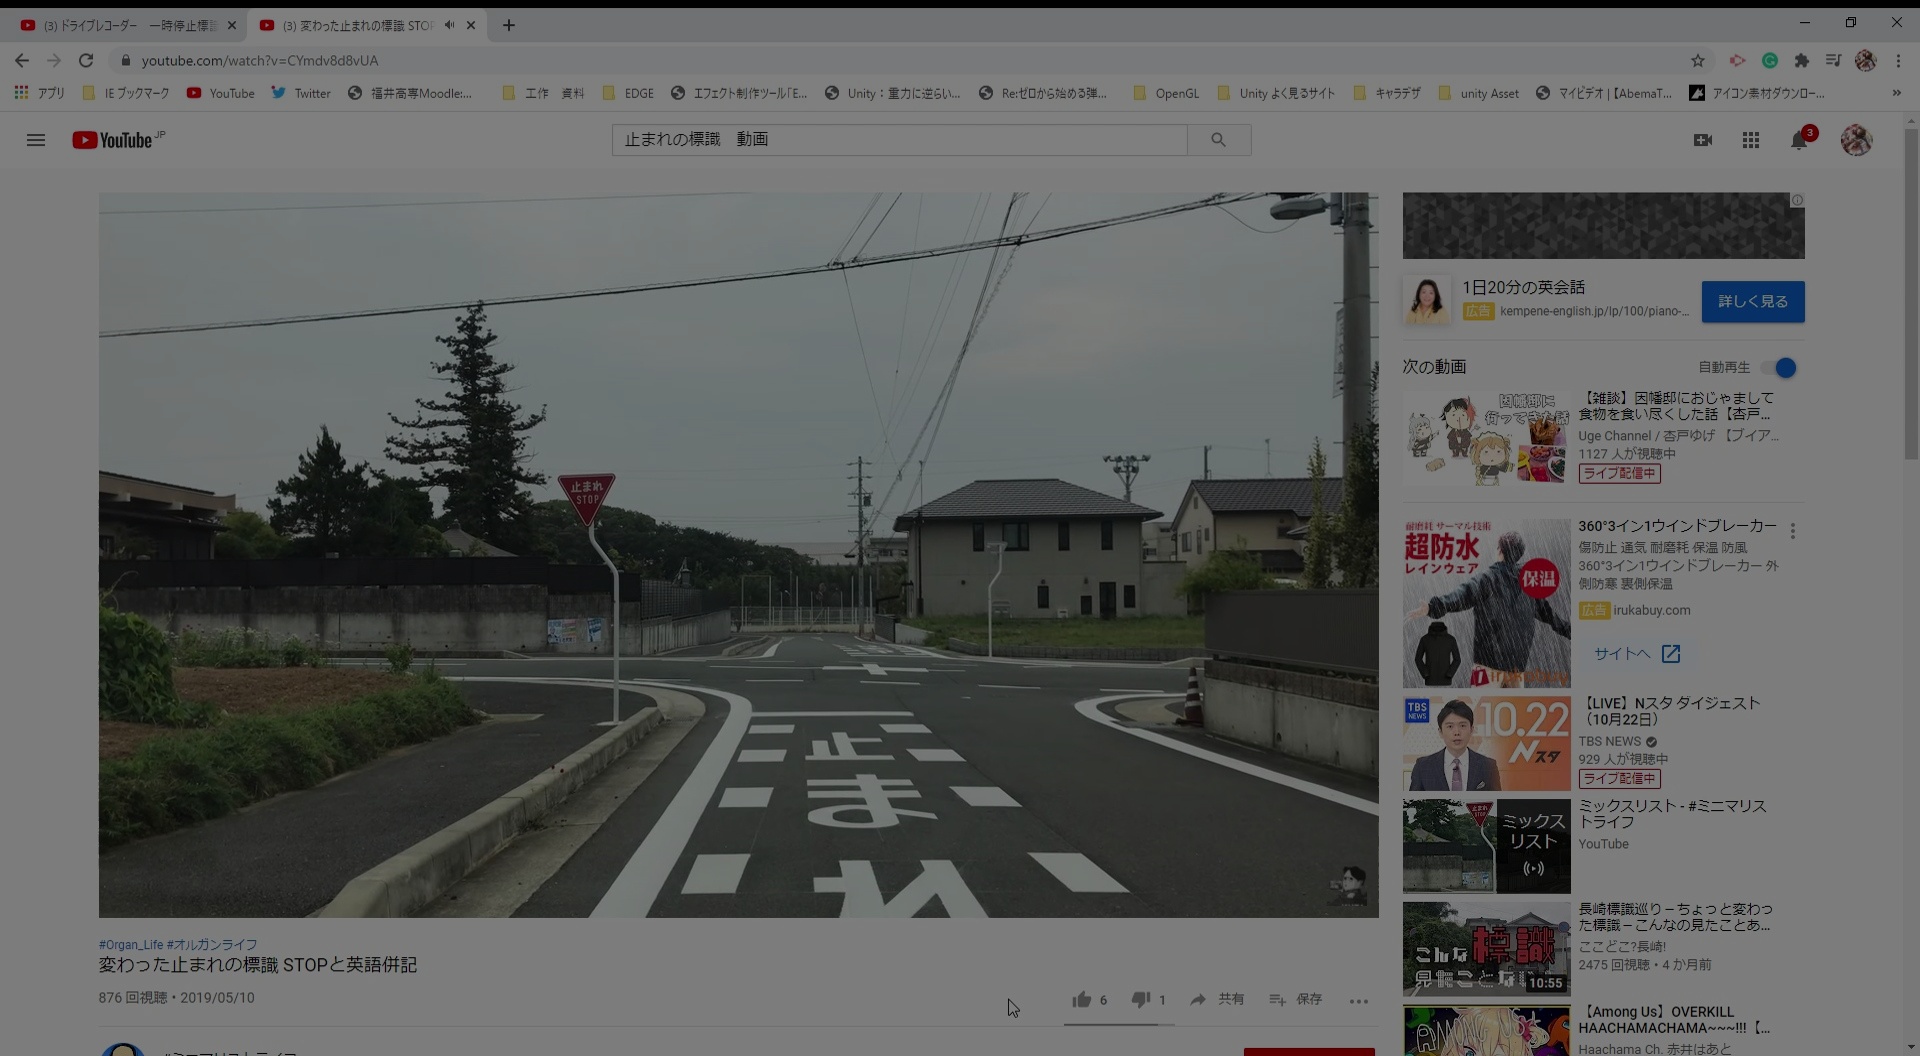 (3) ドライブレコーダー　一時停止標識
(3) 変わった止まれの標識 STOP
youtube.com/watch?v=CYmdv8d8vUA
アプリ
IE ブックマーク
YouTube
Twitter
福井高専Moodle:...
工作　資料
EDGE
エフェクト制作ツール「E...
Unity：重力に逆らい...
Re:ゼロから始める弾...
OpenGL
Unity よく見るサイト
キャラデザ
unity Asset
マイビデオ | 【AbemaT...
アイコン素材ダウンロー...
»
YouTube JP
止まれの標識　動画
3
止まれ
STOP
止まれ
1日20分の英会話
広告 kempene-english.jp/lp/100/piano-...
詳しく見る
次の動画
自動再生
因幡邸に
行ってきた話
【雑談】因幡邸におじゃまして
食物を食い尽くした話【杏戸...
Uge Channel / 杏戸ゆげ 【ブイア...
1127 人が視聴中
ライブ配信中
耐磨耗 サーマル技術
超防水
レインウェア
保温
360°3イン1ウインドブレーカー
傷防止 通気 耐磨耗 保温 防風
360°3イン1ウインドブレーカー 外
側防寒 裏側保温
広告 irukabuy.com
サイトへ
TBS
NEWS
10.22
Nスタ
【LIVE】Nスタ ダイジェスト
（10月22日）
TBS NEWS
929 人が視聴中
ライブ配信中
止まれ
STOP
ミックス
リスト
ミックスリスト - #ミニマリス
トライフ
YouTube
こんな標識
見たことない
10:55
長崎標識巡り－ちょっと変わっ
た標識－こんなの見たことあ...
ここどこ?長崎!
2475 回視聴・4 か月前
AMONG US
【Among Us】OVERKILL
HAACHAMACHAMA~~~!!!【...
Haachama Ch. 赤井はあと
#Organ_Life #オルガンライフ
変わった止まれの標識 STOPと英語併記
876 回視聴・2019/05/10
6
1
共有
保存
#ミニマリストライフ